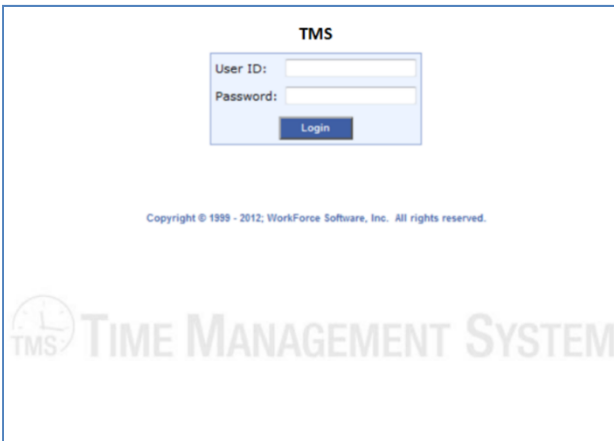 TMS
User ID:
Password:
Login
Copyright © 1999 - 2012; WorkForce Software, Inc. All rights reserved.
TMS TIME MANAGEMENT SYSTEM